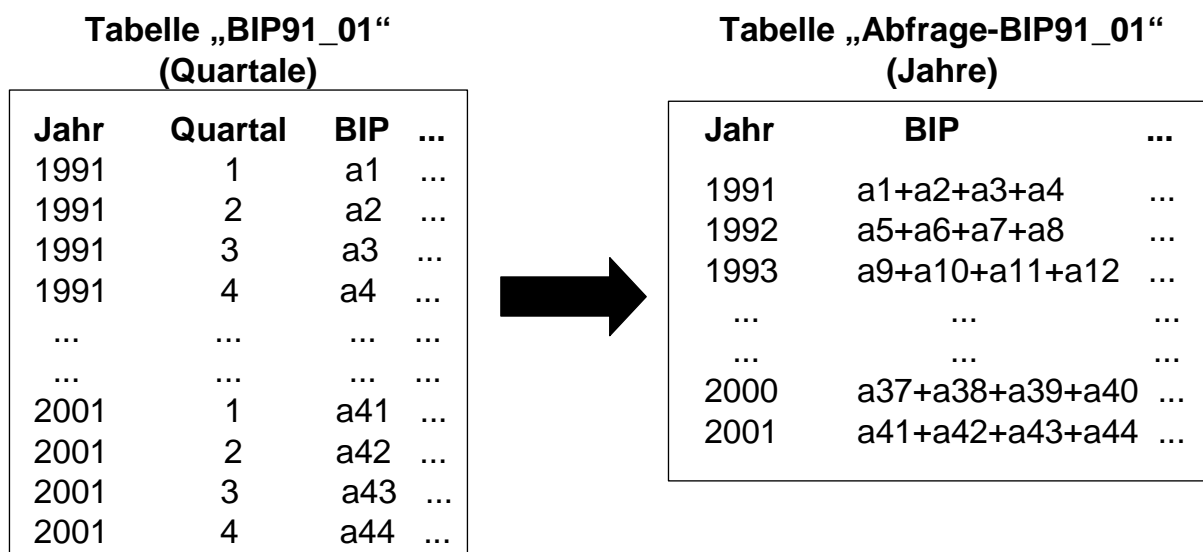 Tabelle „BIP91_01“
(Quartale)
Jahr Quartal BIP ...
1991 1 a1 ...
1991 2 a2 ...
1991 3 a3 ...
1991 4 a4 ...
... ... ... ...
... ... ... ...
2001 1 a41 ...
2001 2 a42 ...
2001 3 a43 ...
2001 4 a44 ...
Tabelle „Abfrage-BIP91_01“
(Jahre)
Jahr BIP ...
1991 a1+a2+a3+a4 ...
1992 a5+a6+a7+a8 ...
1993 a9+a10+a11+a12 ...
... ... ...
... ... ...
2000 a37+a38+a39+a40 ...
2001 a41+a42+a43+a44 ...